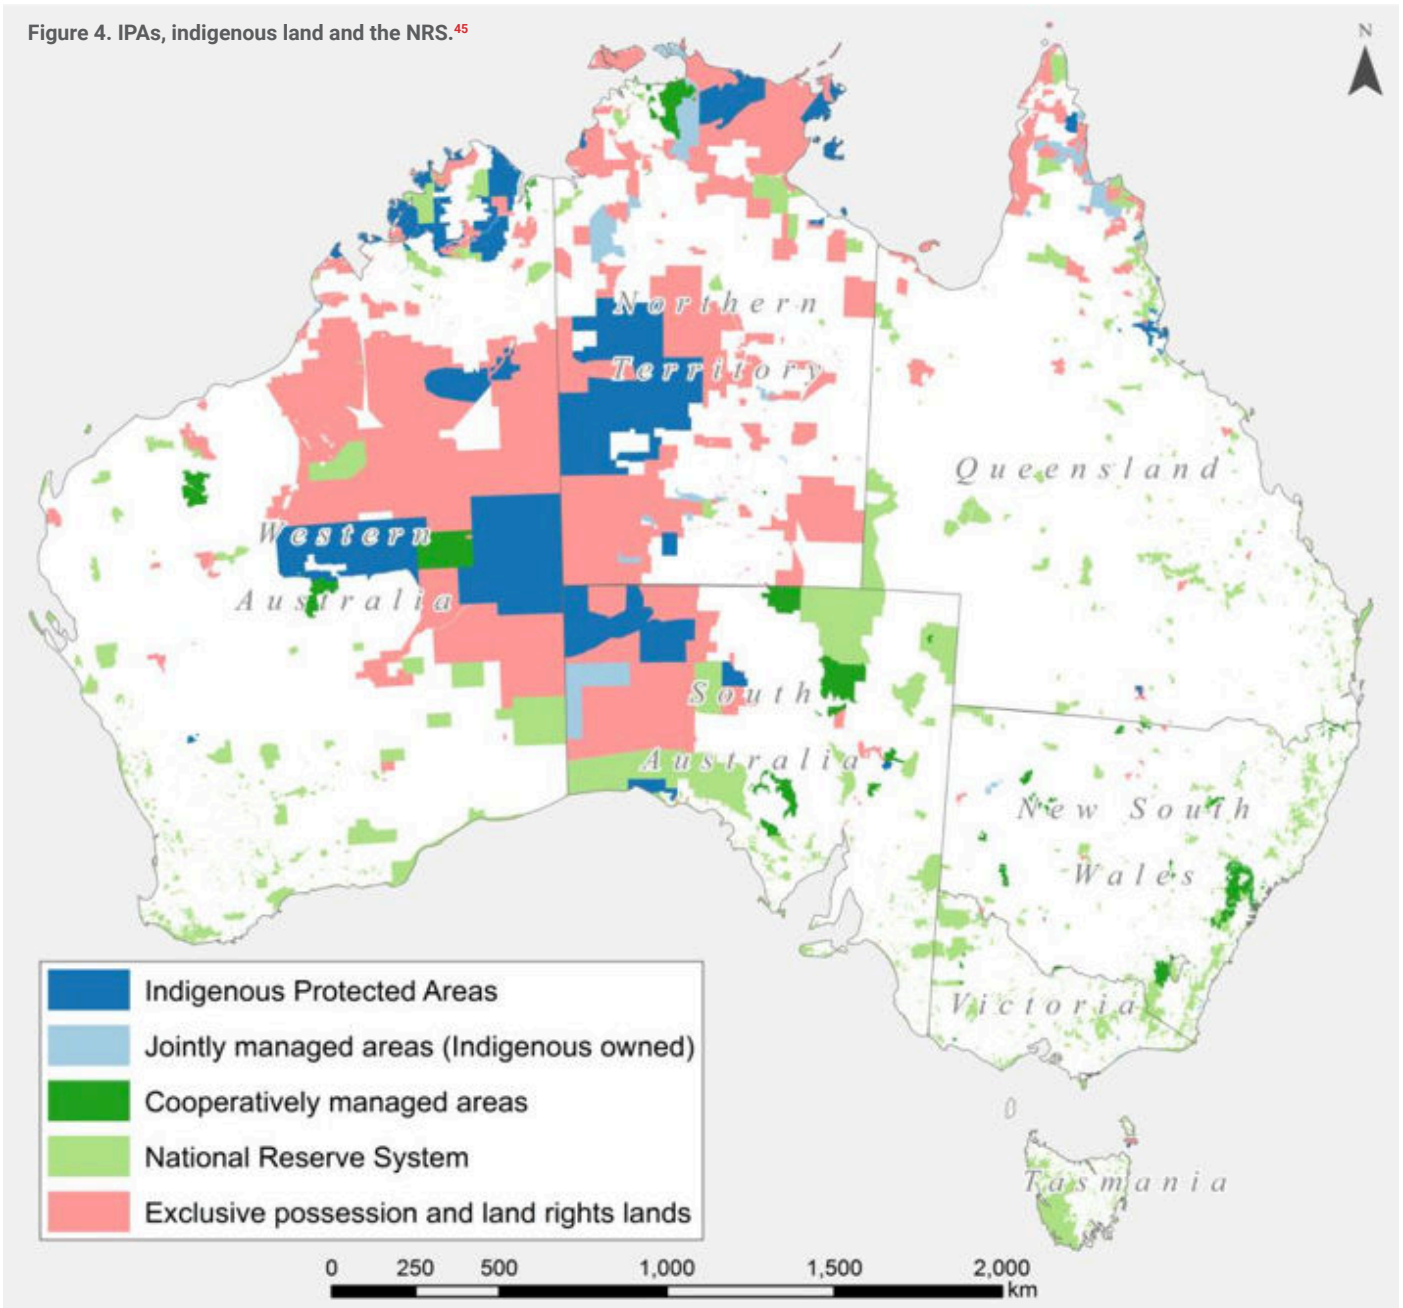 Figure 4. IPAs, indigenous land and the NRS.45
N
Northern
Territory
Queensland
Western
Australia
South
Australia
New South
Wales
Victoria
Tasmania
Indigenous Protected Areas
Jointly managed areas (Indigenous owned)
Cooperatively managed areas
National Reserve System
Exclusive possession and land rights lands
0 250 500 1,000 1,500 2,000
km